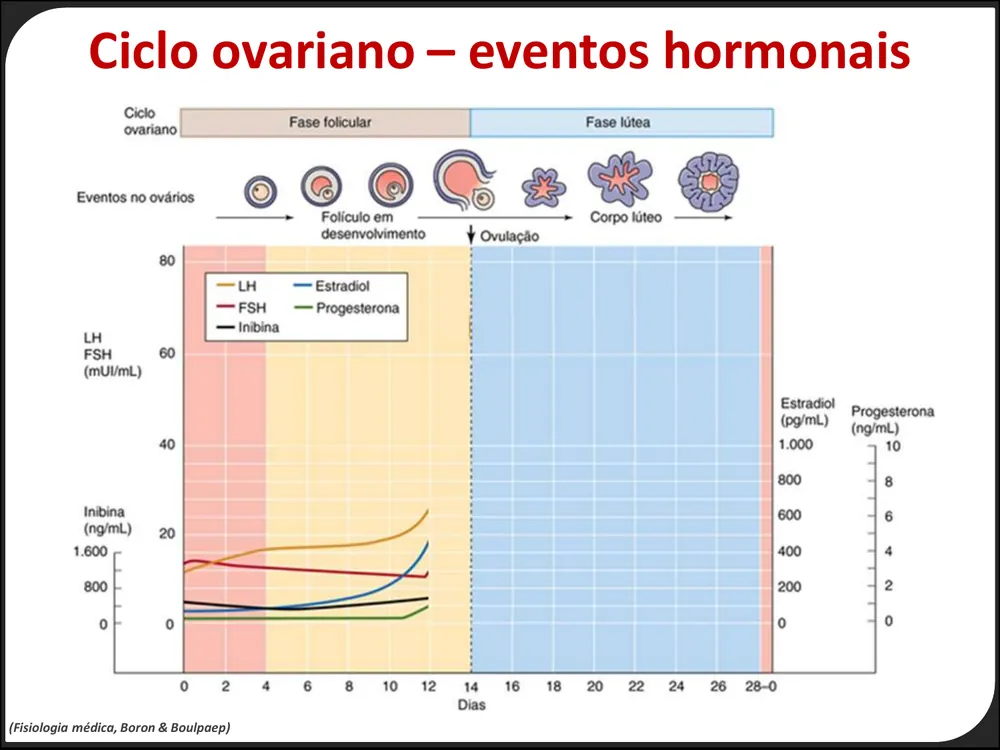 Ciclo ovariano – eventos hormonais
Ciclo
ovariano
Fase folicular
Fase lútea
Eventos no ovários
Folículo em
desenvolvimento
Corpo lúteo
Ovulação
80
60
40
20
0
LH
FSH
(mUI/mL)
LH
FSH
Inibina
Estradiol
Progesterona
Inibina
(ng/mL)
1.600
800
0
Estradiol
(pg/mL)
1.000
800
600
400
200
0
Progesterona
(ng/mL)
10
8
6
4
2
0
0 2 4 6 8 10 12 14 16 18 20 22 24 26 28–0
Dias
(Fisiologia médica, Boron & Boulpaep)